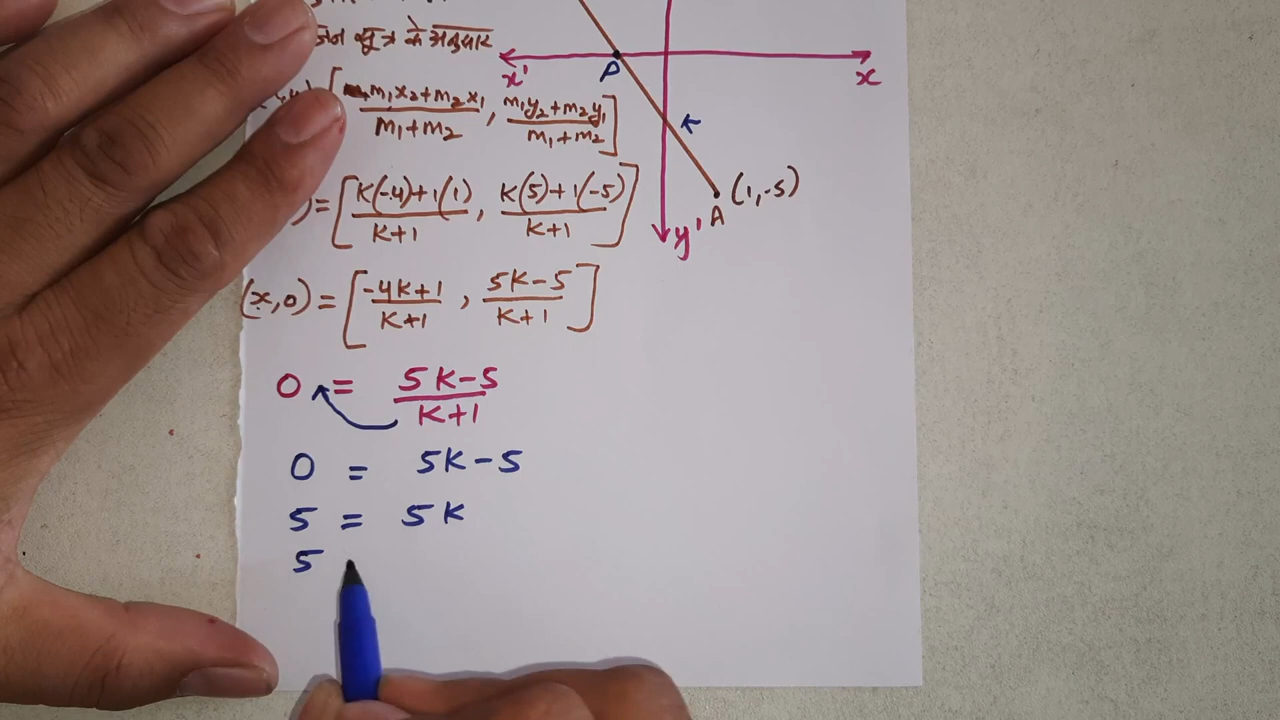 के अनुसार
x' P x
[m₁x₂+m₂x₁/m₁+m₂, m₁y₂+m₂y₁/m₁+m₂]
K
)=[K(-4)+1(1)/K+1, K(5)+1(-5)/K+1]
A (1,-5)
y'
(x,0)=[-4K+1/K+1, 5K-5/K+1]
0 = 5K-5/K+1
0 = 5K-5
5 = 5K
5